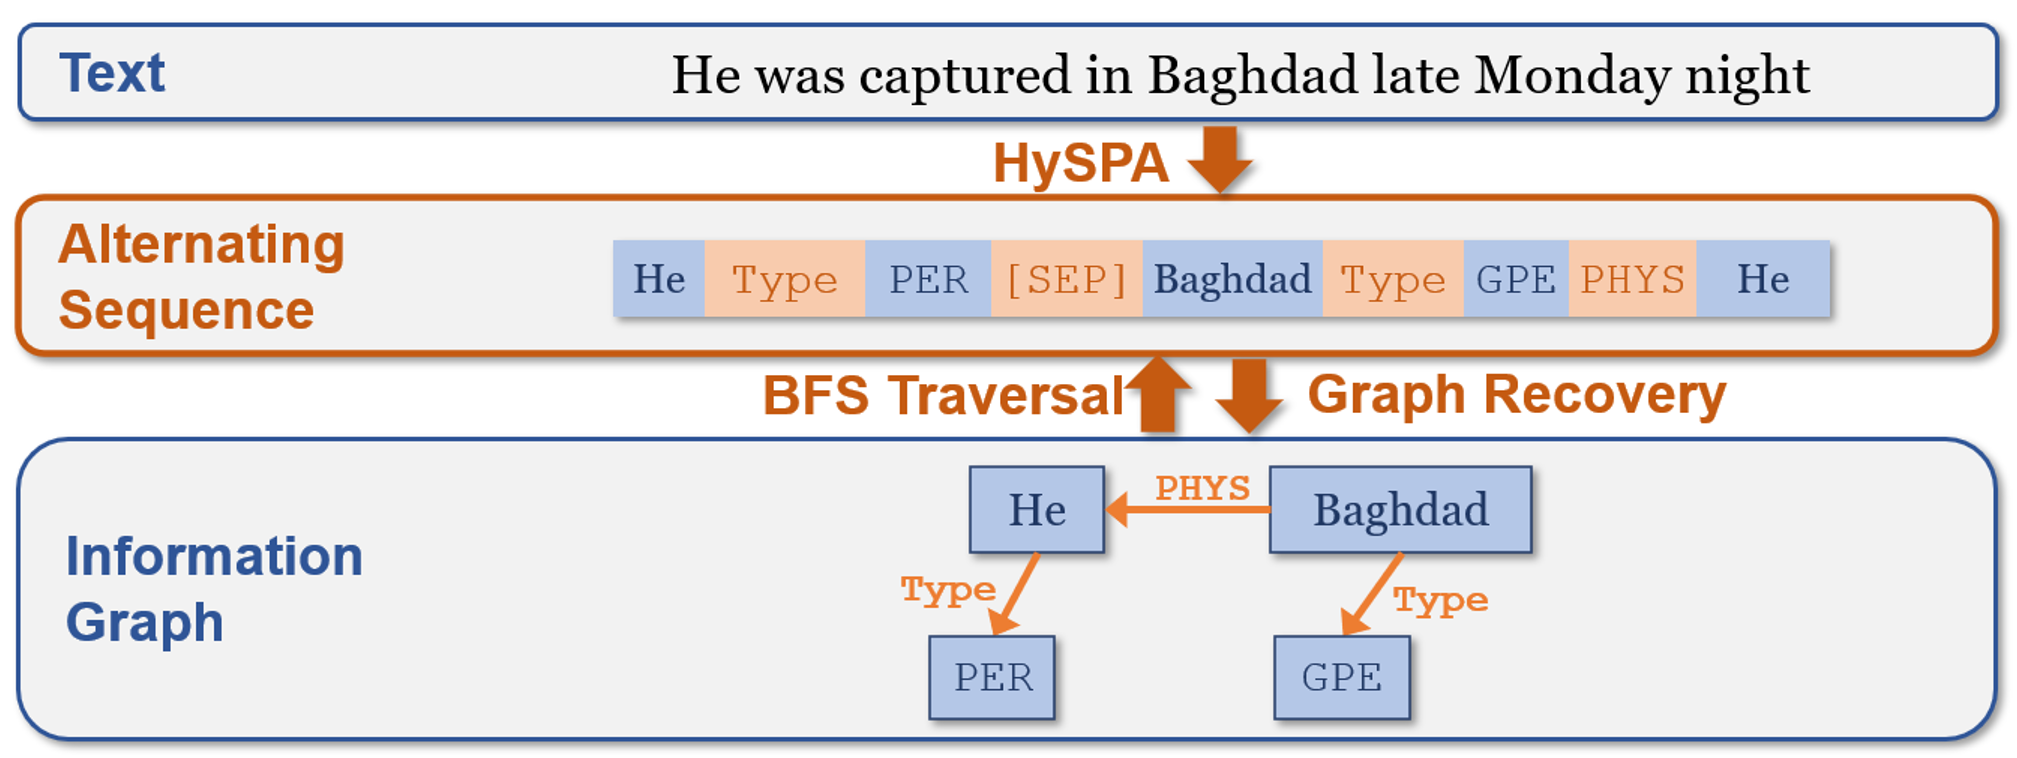 Text
He was captured in Baghdad late Monday night
HySPA
Alternating
Sequence
He Type PER [SEP] Baghdad Type GPE PHYS He
BFS Traversal
Graph Recovery
Information
Graph
He
PHYS
Baghdad
Type
Type
PER
GPE